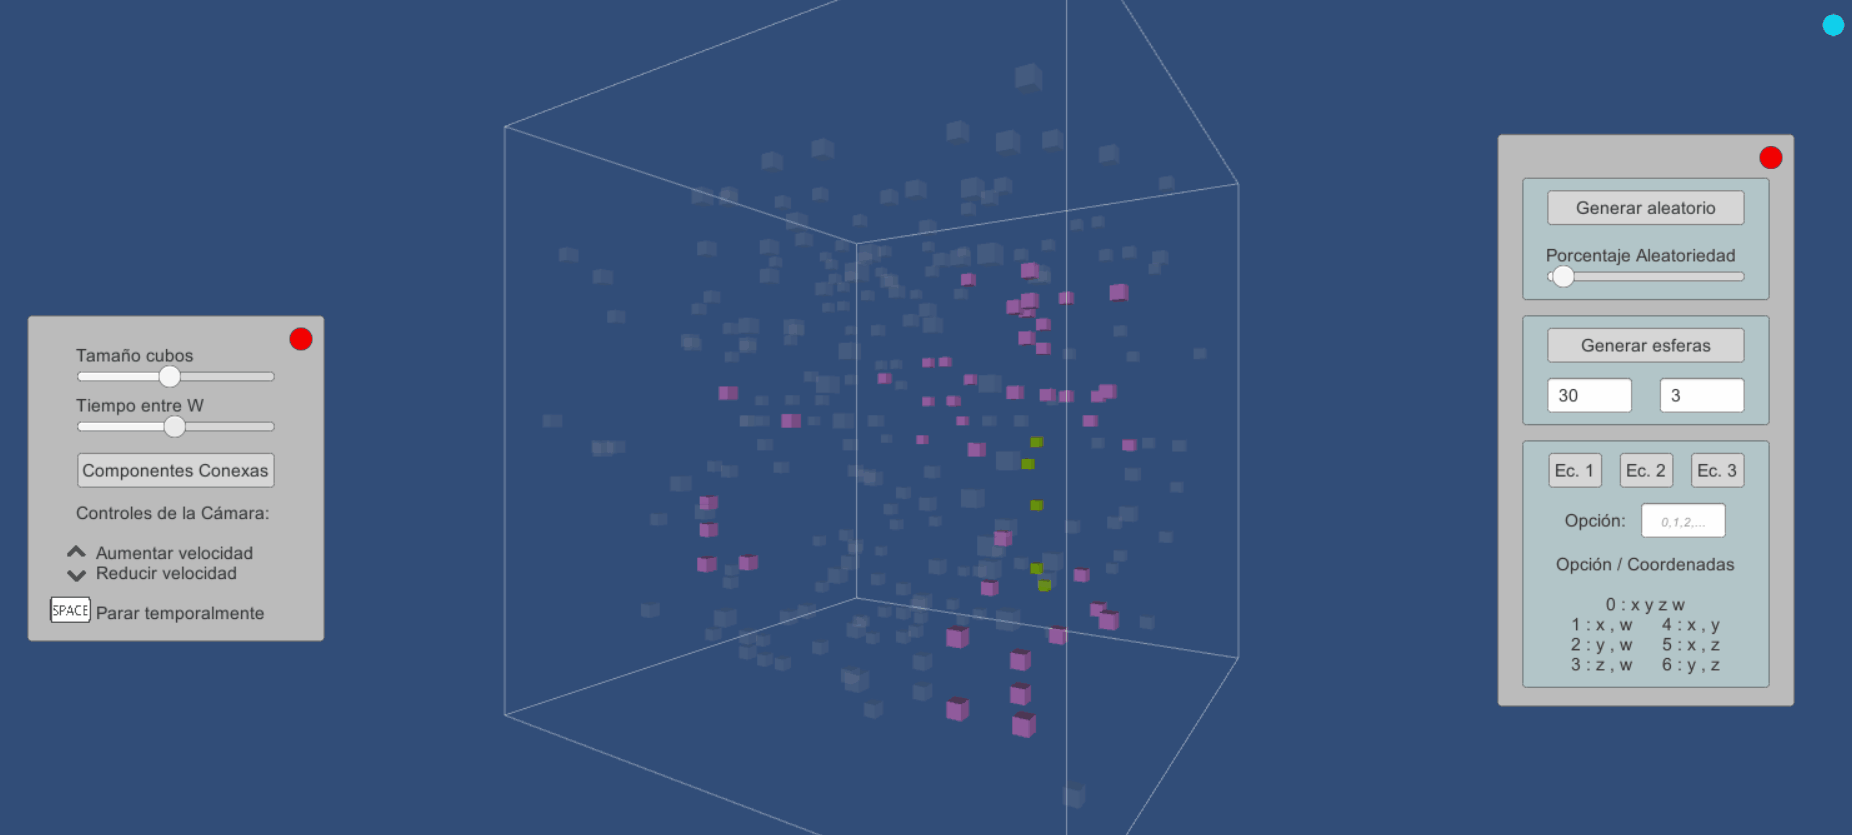 Tamaño cubos
Tiempo entre W
Componentes Conexas
Controles de la Cámara:
Aumentar velocidad
Reducir velocidad
SPACE Parar temporalmente
Generar aleatorio
Porcentaje Aleatoriedad
Generar esferas
30 3
Ec. 1 Ec. 2 Ec. 3
Opción: 0,1,2,...
Opción / Coordenadas
0 : x y z w
1 : x , w 4 : x , y
2 : y , w 5 : x , z
3 : z , w 6 : y , z